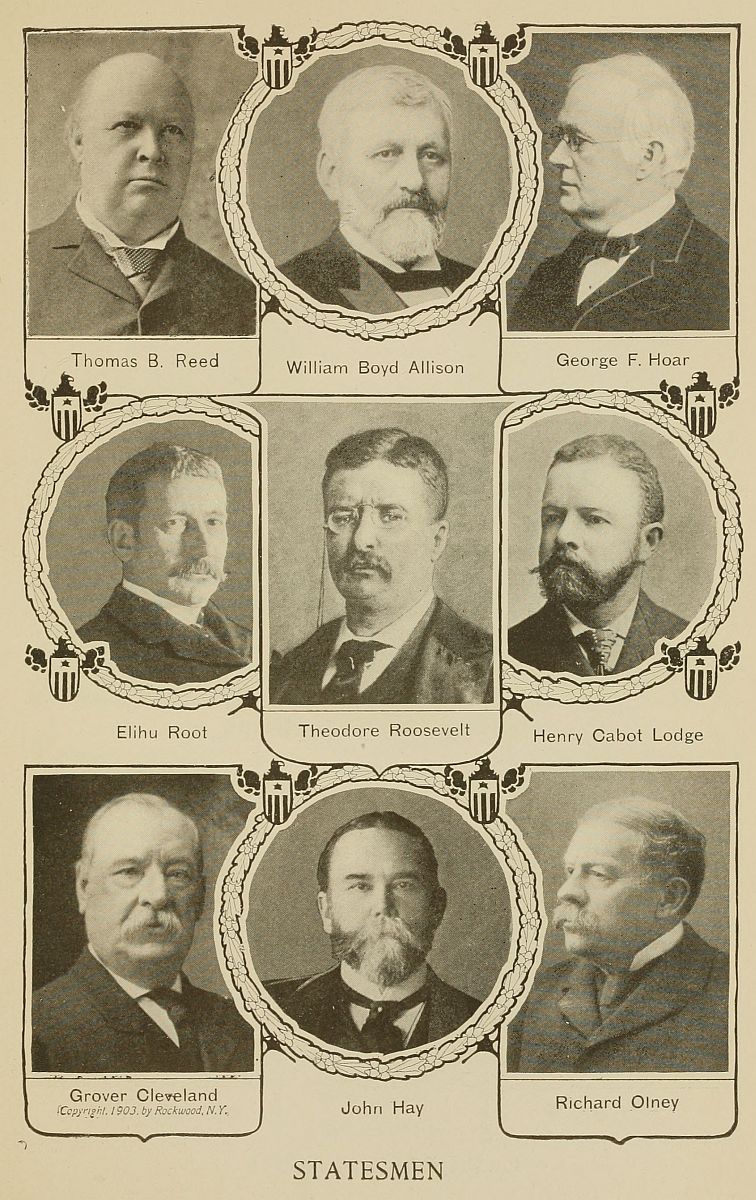 Thomas B. Reed
William Boyd Allison
George F. Hoar
Elihu Root
Theodore Roosevelt
Henry Cabot Lodge
Grover Cleveland
(Copyright, 1903, by Rockwood, N.Y.
John Hay
Richard Olney
STATESMEN